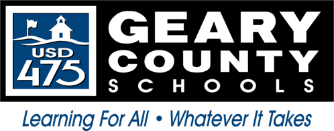 USD
475
GEARY
COUNTY
SCHOOLS
Learning For All • Whatever It Takes